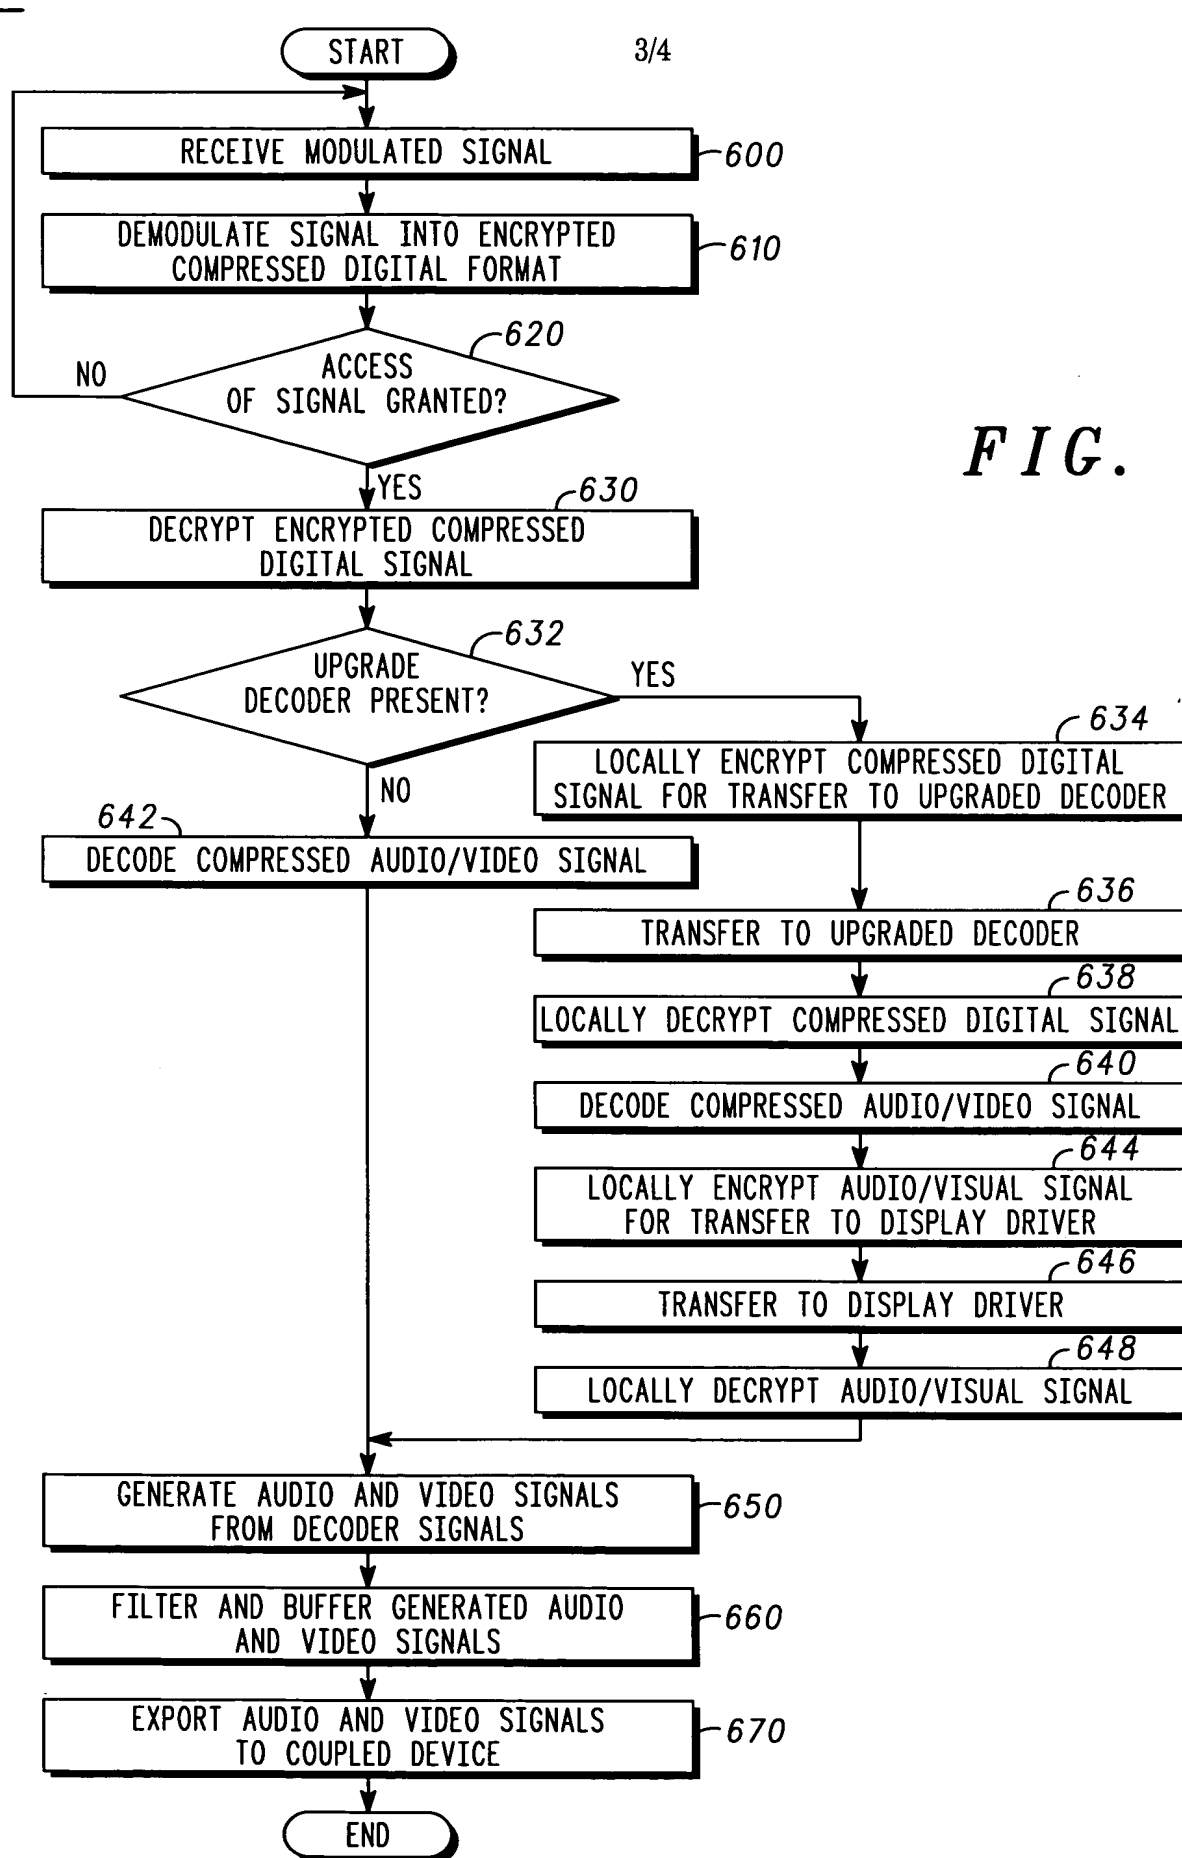 START
3/4
RECEIVE MODULATED SIGNAL
600
DEMODULATE SIGNAL INTO ENCRYPTED
COMPRESSED DIGITAL FORMAT
610
620
ACCESS
OF SIGNAL GRANTED?
NO
YES
FIG.
630
DECRYPT ENCRYPTED COMPRESSED
DIGITAL SIGNAL
632
UPGRADE
DECODER PRESENT?
YES
NO
634
LOCALLY ENCRYPT COMPRESSED DIGITAL
SIGNAL FOR TRANSFER TO UPGRADED DECODER
642
DECODE COMPRESSED AUDIO/VIDEO SIGNAL
636
TRANSFER TO UPGRADED DECODER
638
LOCALLY DECRYPT COMPRESSED DIGITAL SIGNAL
640
DECODE COMPRESSED AUDIO/VIDEO SIGNAL
644
LOCALLY ENCRYPT AUDIO/VISUAL SIGNAL
FOR TRANSFER TO DISPLAY DRIVER
646
TRANSFER TO DISPLAY DRIVER
648
LOCALLY DECRYPT AUDIO/VISUAL SIGNAL
GENERATE AUDIO AND VIDEO SIGNALS
FROM DECODER SIGNALS
650
FILTER AND BUFFER GENERATED AUDIO
AND VIDEO SIGNALS
660
EXPORT AUDIO AND VIDEO SIGNALS
TO COUPLED DEVICE
670
END